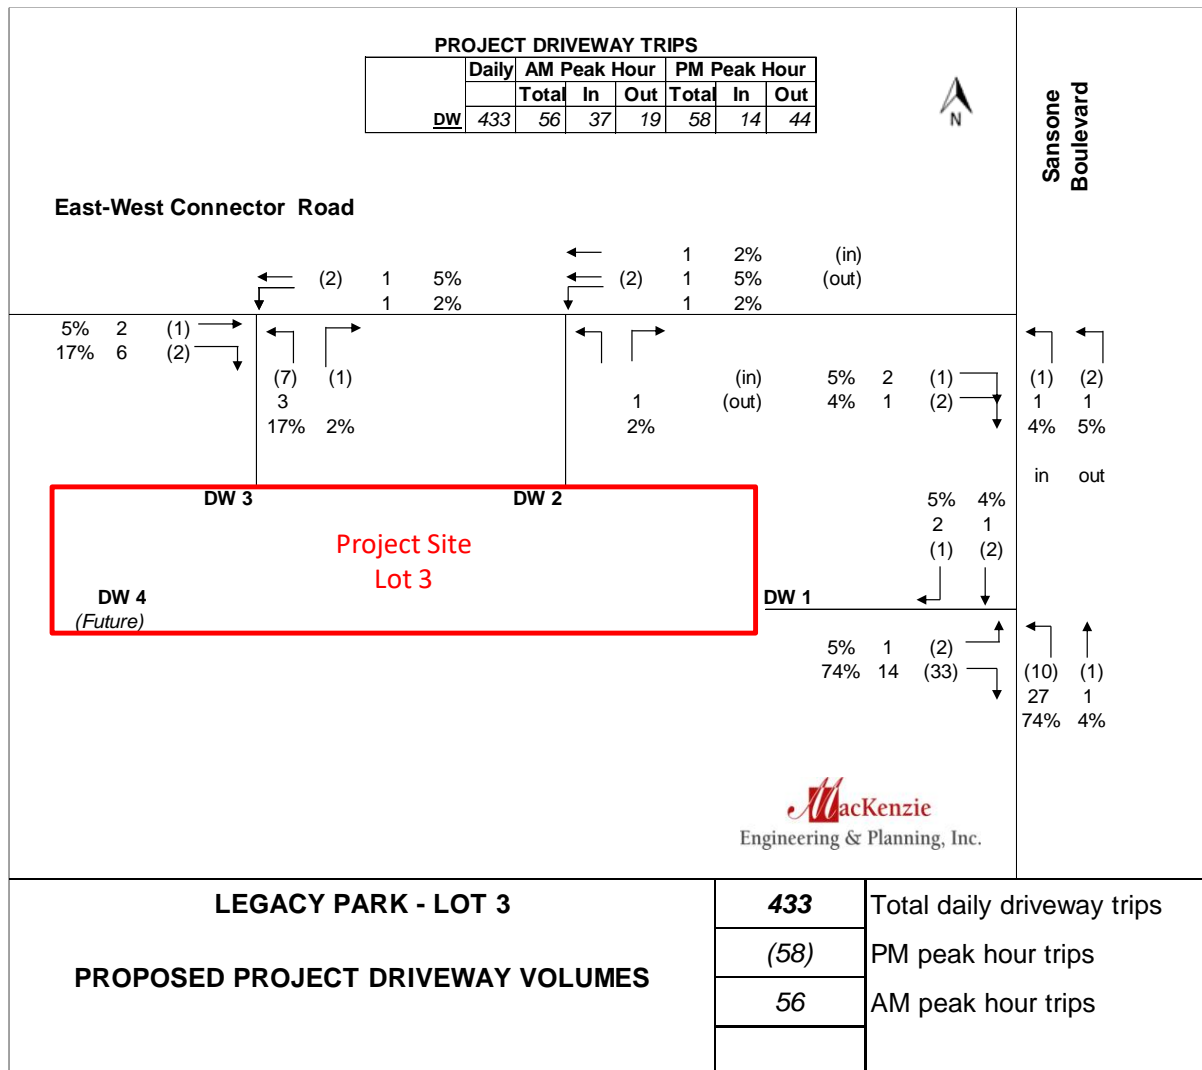 PROJECT DRIVEWAY TRIPS
Daily AM Peak Hour PM Peak Hour
Total In Out Total In Out
DW 433 56 37 19 58 14 44
N
Sansone
Boulevard
East-West Connector Road
1 2% (in)
(2) 1 5% (2) 1 5% (out)
1 2% 1 2%
5% 2 (1)
17% 6 (2)
(7) (1) (in) 5% 2 (1) (1) (2)
3 1 (out) 4% 1 (2) 1 1
17% 2% 2% 4% 5%
in out
DW 3 DW 2 5% 4%
2 1
Project Site (1) (2)
Lot 3
DW 4 DW 1
(Future)
5% 1 (2)
74% 14 (33) (10) (1)
27 1
74% 4%
MacKenzie
Engineering & Planning, Inc.
LEGACY PARK - LOT 3 433 Total daily driveway trips
(58) PM peak hour trips
PROPOSED PROJECT DRIVEWAY VOLUMES
56 AM peak hour trips